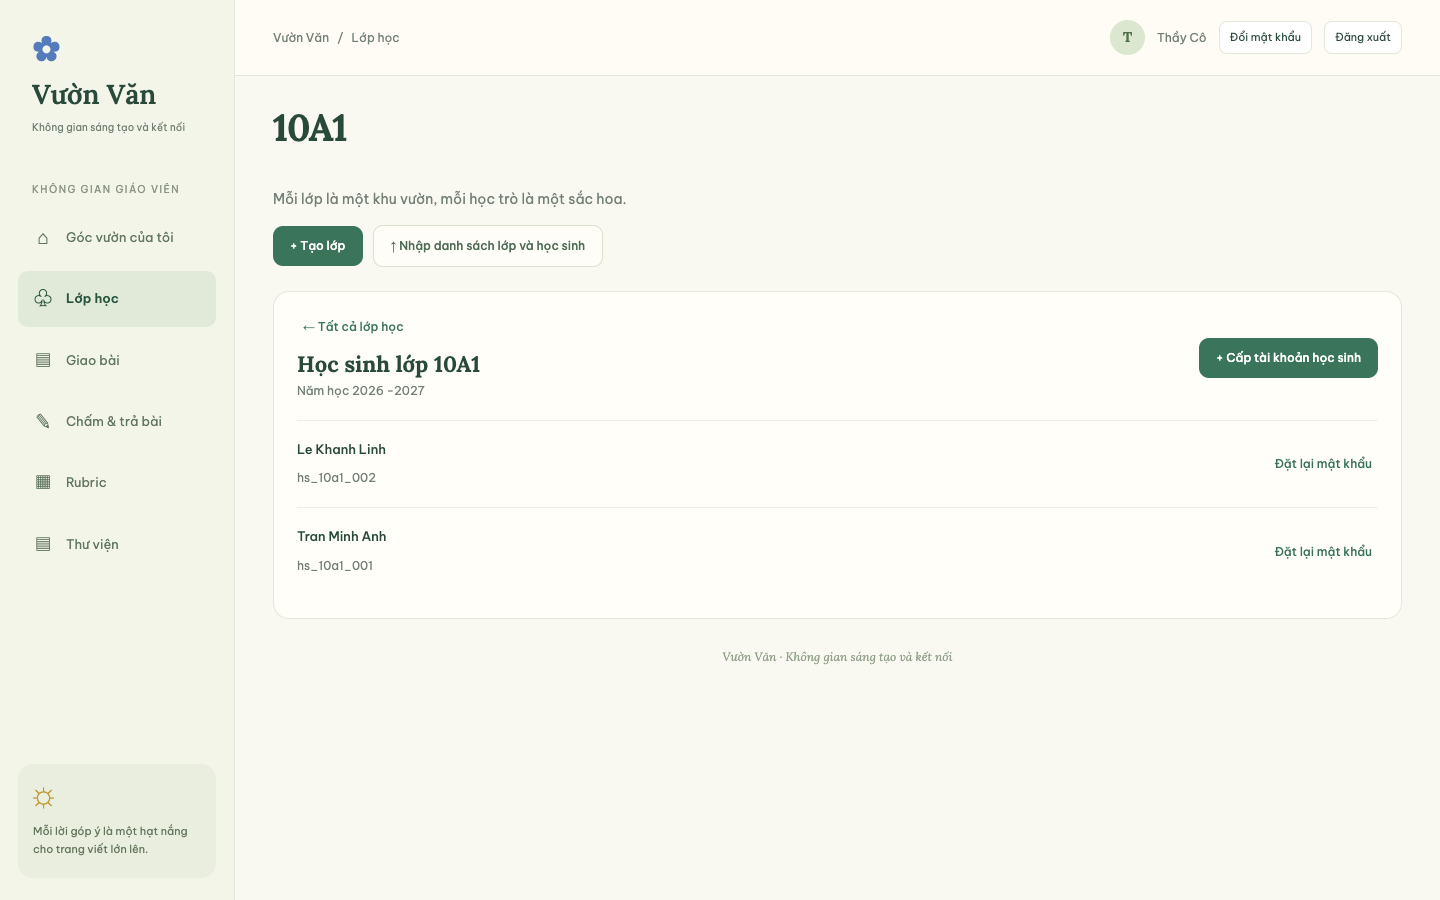 Vườn Văn
Không gian sáng tạo và kết nối
KHÔNG GIAN GIÁO VIÊN
Góc vườn của tôi
Lớp học
Giao bài
Chấm & trả bài
Rubric
Thư viện
Mỗi lời góp ý là một hạt nắng
cho trang viết lớn lên.
Vườn Văn / Lớp học
T Thầy Cô Đổi mật khẩu Đăng xuất
10A1
Mỗi lớp là một khu vườn, mỗi học trò là một sắc hoa.
+ Tạo lớp ↑ Nhập danh sách lớp và học sinh
← Tất cả lớp học
Học sinh lớp 10A1
Năm học 2026 -2027
+ Cấp tài khoản học sinh
Le Khanh Linh
hs_10a1_002
Đặt lại mật khẩu
Tran Minh Anh
hs_10a1_001
Đặt lại mật khẩu
Vườn Văn · Không gian sáng tạo và kết nối